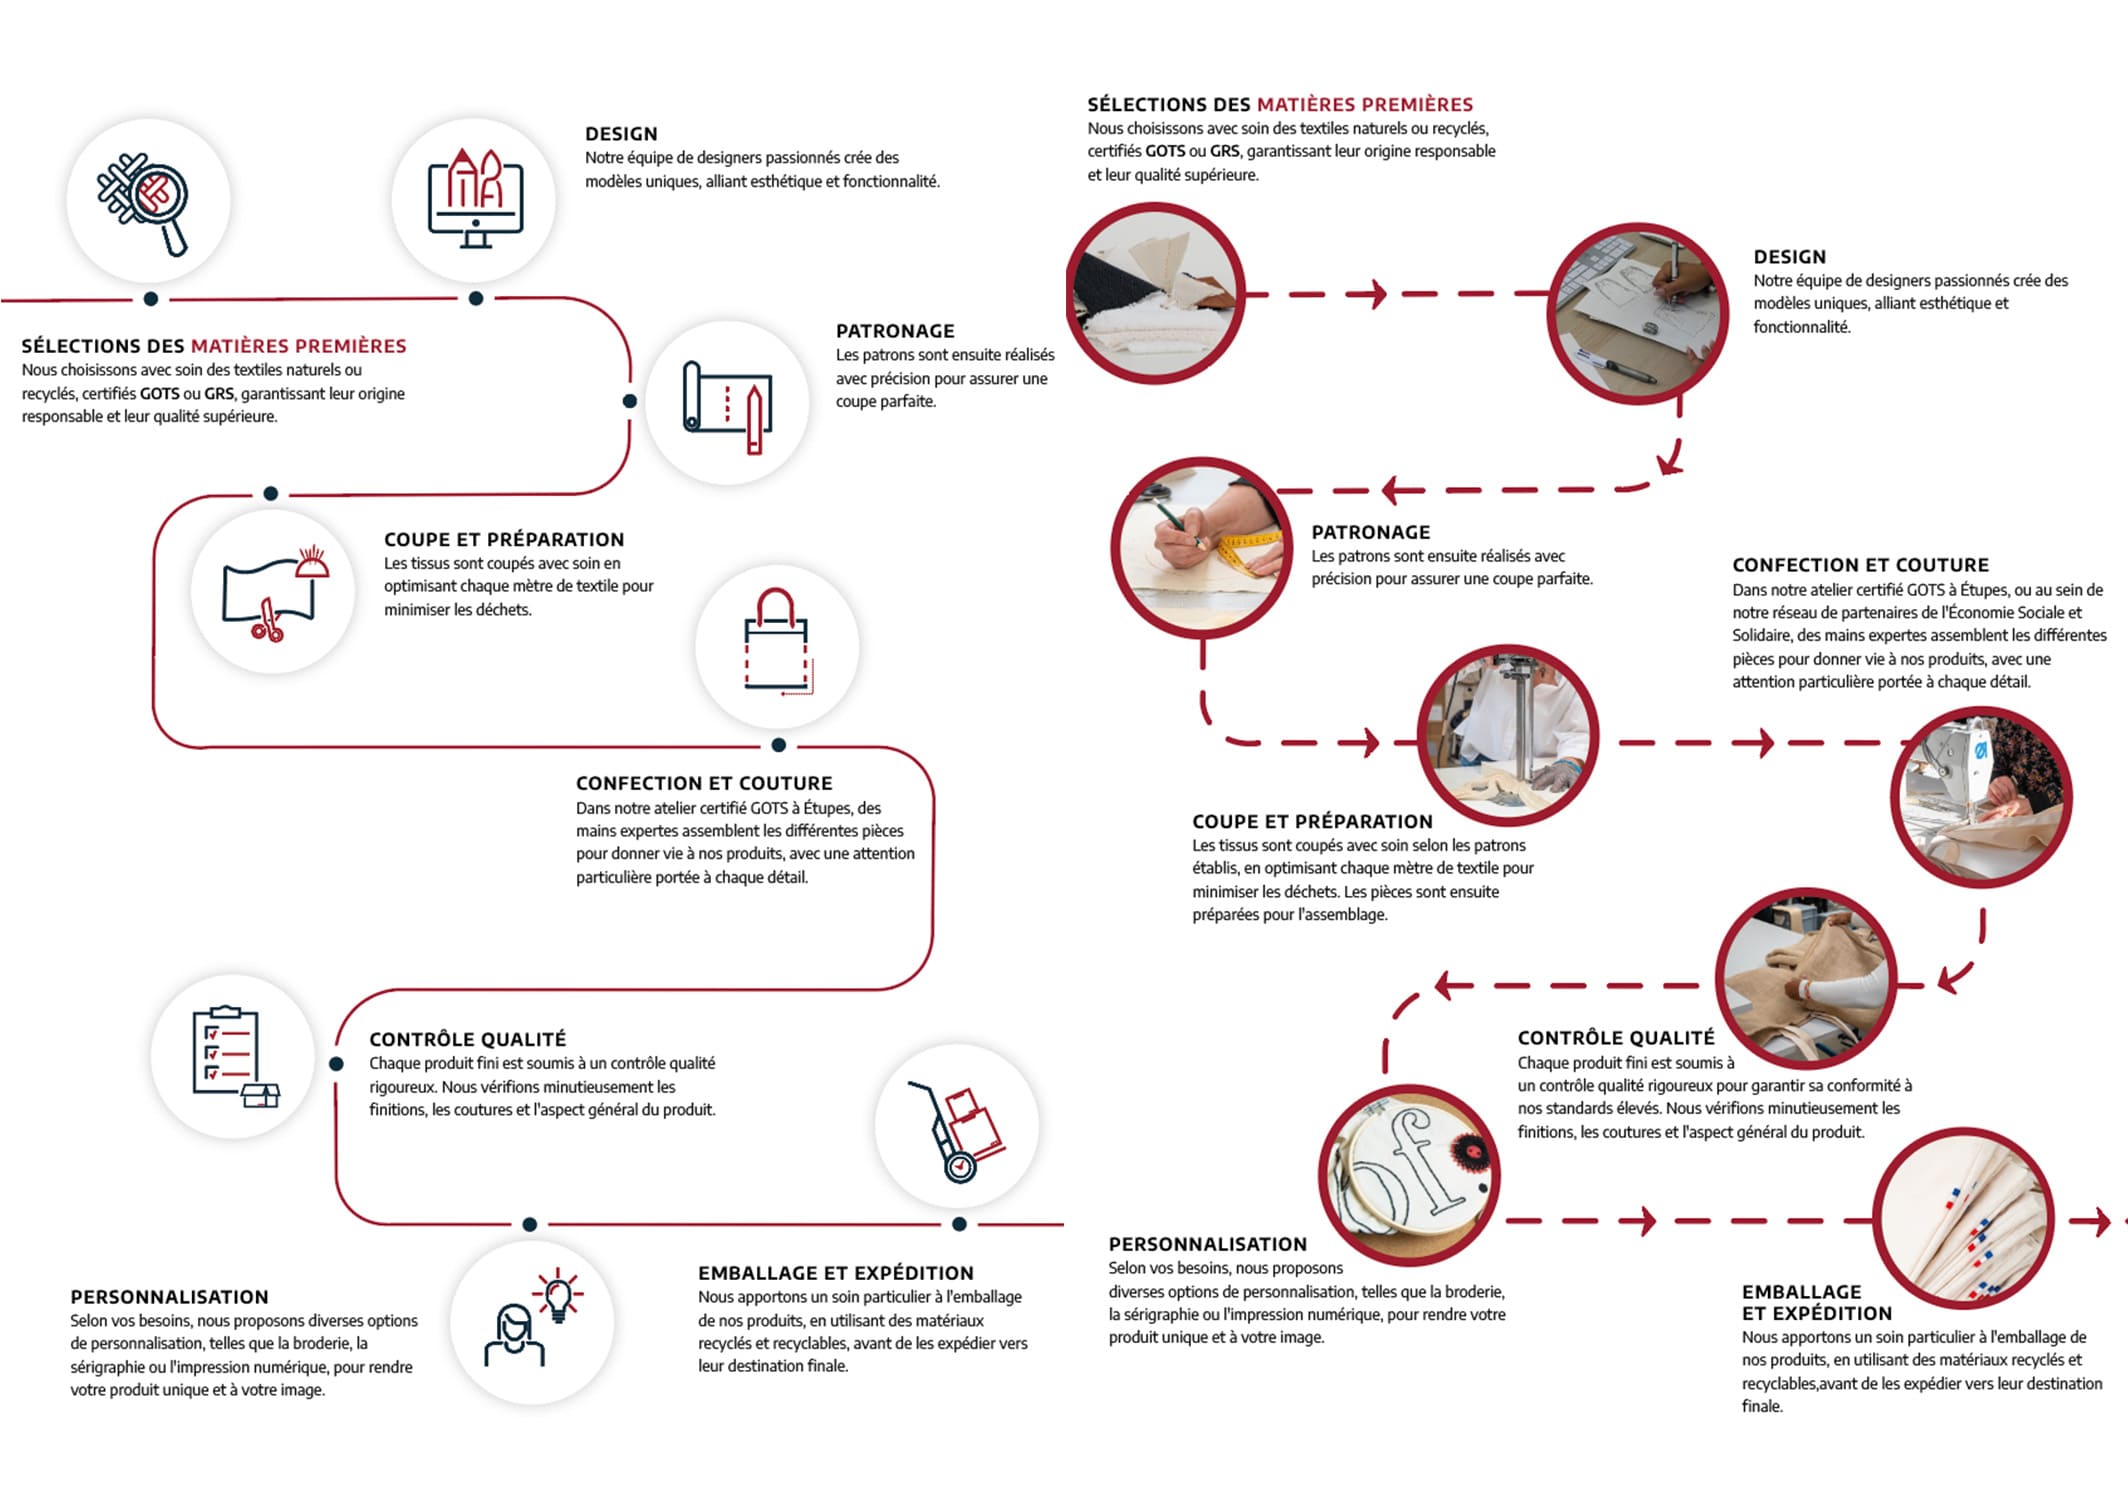 DESIGN
Notre équipe de designers passionnés crée des
modèles uniques, alliant esthétique et fonctionnalité.
SÉLECTIONS DES MATIÈRES PREMIÈRES
Nous choisissons avec soin des textiles naturels ou
recyclés, certifiés GOTS ou GRS, garantissant leur origine
responsable et leur qualité supérieure.
PATRONAGE
Les patrons sont ensuite réalisés
avec précision pour assurer une
coupe parfaite.
COUPE ET PRÉPARATION
Les tissus sont coupés avec soin en
optimisant chaque mètre de textile pour
minimiser les déchets.
CONFECTION ET COUTURE
Dans notre atelier certifié GOTS à Étupes, des
mains expertes assemblent les différentes pièces
pour donner vie à nos produits, avec une attention
particulière portée à chaque détail.
CONTRÔLE QUALITÉ
Chaque produit fini est soumis à un contrôle qualité
rigoureux. Nous vérifions minutieusement les
finitions, les coutures et l'aspect général du produit.
PERSONNALISATION
Selon vos besoins, nous proposons diverses options
de personnalisation, telles que la broderie, la
sérigraphie ou l'impression numérique, pour rendre
votre produit unique et à votre image.
EMBALLAGE ET EXPÉDITION
Nous apportons un soin particulier à l'emballage
de nos produits, en utilisant des matériaux
recyclés et recyclables, avant de les expédier vers
leur destination finale.
SÉLECTIONS DES MATIÈRES PREMIÈRES
Nous choisissons avec soin des textiles naturels ou recyclés,
certifiés GOTS ou GRS, garantissant leur origine responsable
et leur qualité supérieure.
DESIGN
Notre équipe de designers passionnés crée des
modèles uniques, alliant esthétique et
fonctionnalité.
PATRONAGE
Les patrons sont ensuite réalisés avec
précision pour assurer une coupe parfaite.
COUPE ET PRÉPARATION
Les tissus sont coupés avec soin selon les patrons
établis, en optimisant chaque mètre de textile pour
minimiser les déchets. Les pièces sont ensuite
préparées pour l'assemblage.
CONFECTION ET COUTURE
Dans notre atelier certifié GOTS à Étupes, ou au sein de
notre réseau de partenaires de l'Économie Sociale et
Solidaire, des mains expertes assemblent les différentes
pièces pour donner vie à nos produits, avec une
attention particulière portée à chaque détail.
CONTRÔLE QUALITÉ
Chaque produit fini est soumis à
un contrôle qualité rigoureux pour garantir sa conformité à
nos standards élevés. Nous vérifions minutieusement les
finitions, les coutures et l'aspect général du produit.
of
PERSONNALISATION
Selon vos besoins, nous proposons
diverses options de personnalisation, telles que la broderie,
la sérigraphie ou l'impression numérique, pour rendre votre
produit unique et à votre image.
EMBALLAGE
ET EXPÉDITION
Nous apportons un soin particulier à l'emballage de
nos produits, en utilisant des matériaux recyclés et
recyclables,avant de les expédier vers leur destination
finale.